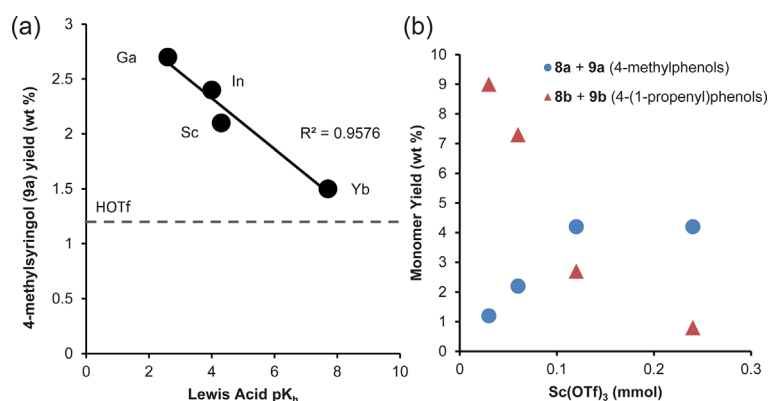 (a)
3
2.5
2
1.5
1
0.5
0
0 2 4 6 8 10
4-methylsyringol (9a) yield (wt %)
Lewis Acid pKh
Ga
In
Sc
R² = 0.9576
Yb
HOTf
(b)
10
9
8
7
6
5
4
3
2
1
0
0 0.1 0.2 0.3
Monomer Yield (wt %)
Sc(OTf)3 (mmol)
8a + 9a (4-methylphenols)
8b + 9b (4-(1-propenyl)phenols)